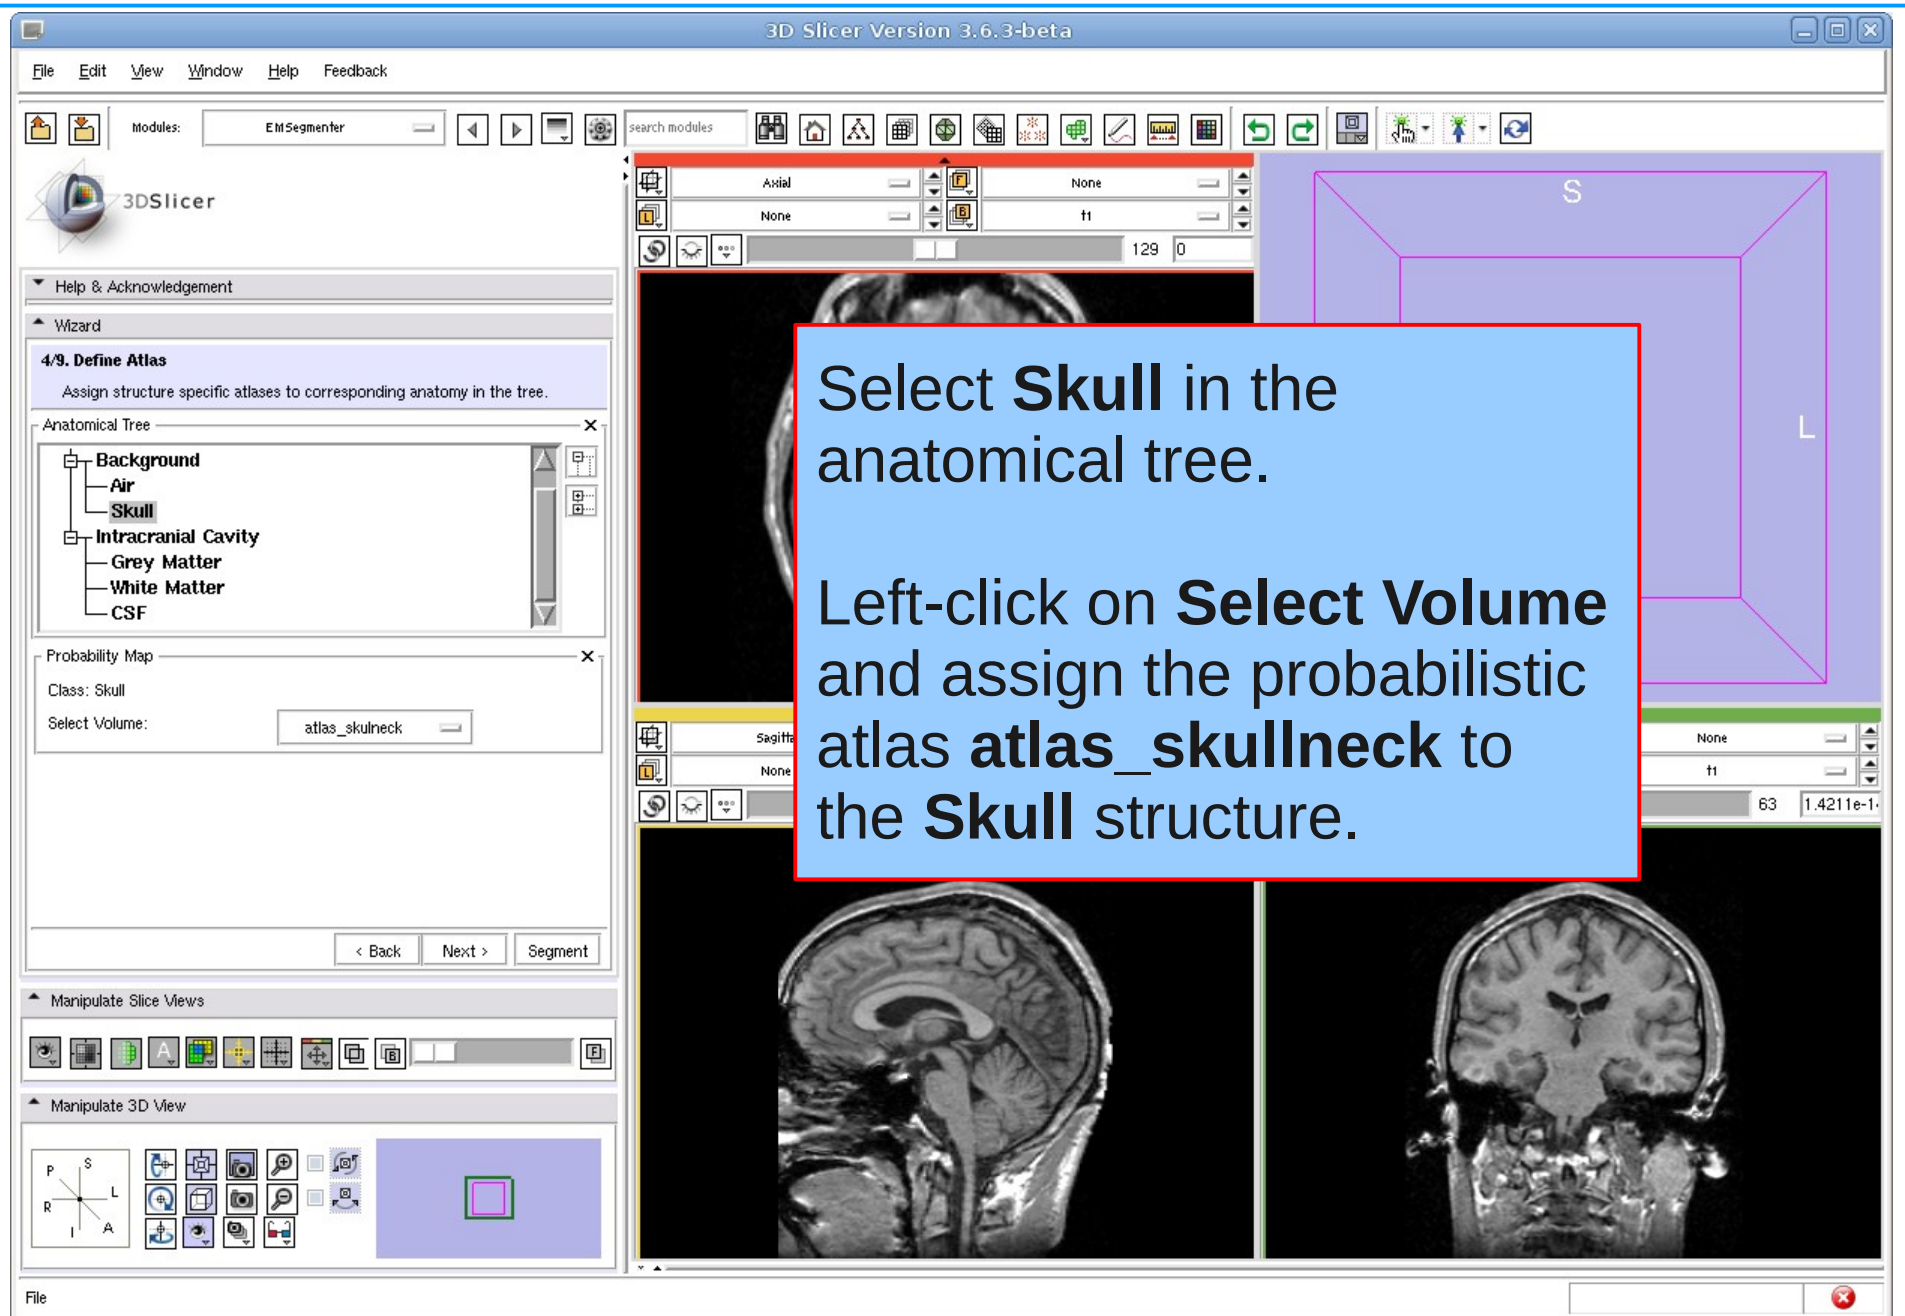 3D Slicer Version 3.6.3-beta
File Edit View Window Help Feedback
Modules: EMSegmenter search modules
3DSlicer
Help & Acknowledgement
Wizard
4/9. Define Atlas
Assign structure specific atlases to corresponding anatomy in the tree.
Anatomical Tree
Background
Air
Skull
Intracranial Cavity
Grey Matter
White Matter
CSF
Probability Map
Class: Skull
Select Volume: atlas_skulneck
< Back Next > Segment
Manipulate Slice Views
A B F
Manipulate 3D View
P S
L
R
I A
Axial F None
L None B t1
129 0
S
L
Select Skull in the
anatomical tree.
Left-click on Select Volume
and assign the probabilistic
atlas atlas_skullneck to
the Skull structure.
None
L None t1
63 1.4211e-1
File